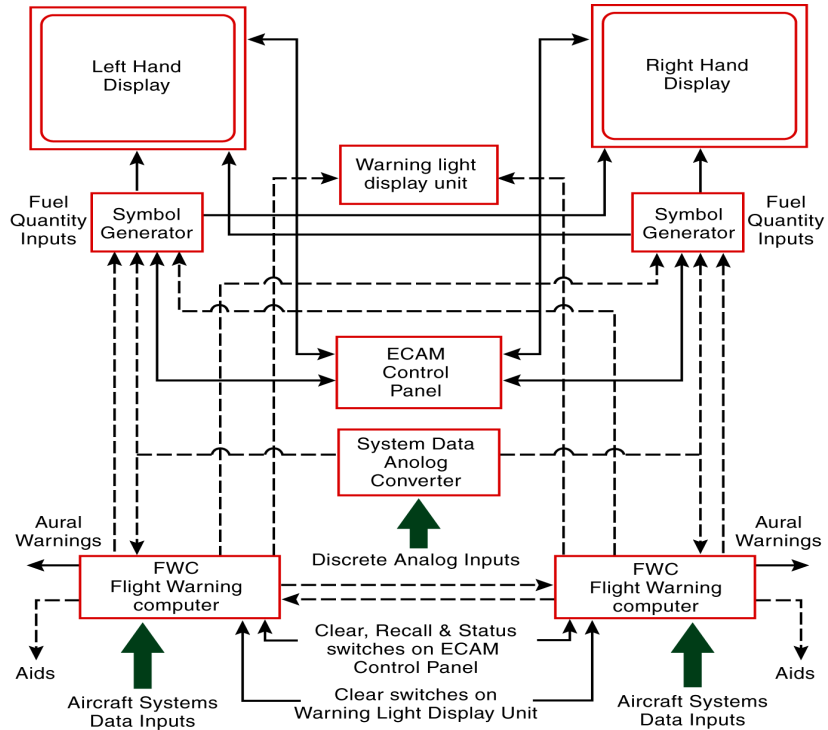 Left Hand
Display
Right Hand
Display
Warning light
display unit
Fuel
Quantity
Inputs
Symbol
Generator
Symbol
Generator
Fuel
Quantity
Inputs
ECAM
Control
Panel
System Data
Anolog
Converter
Aural
Warnings
Discrete Analog Inputs
Aural
Warnings
FWC
Flight Warning
computer
FWC
Flight Warning
computer
Clear, Recall & Status
switches on ECAM
Control Panel
Aids
Aids
Clear switches on
Warning Light Display Unit
Aircraft Systems
Data Inputs
Aircraft Systems
Data Inputs